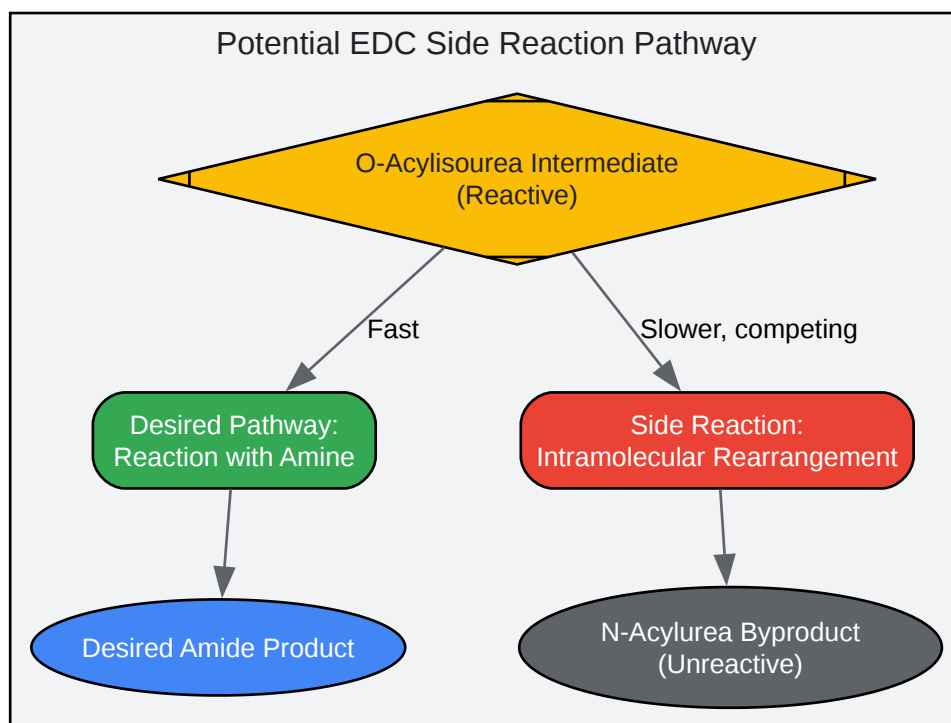 Potential EDC Side Reaction Pathway
O-Acylisourea Intermediate
(Reactive)
Fast
Slower, competing
Desired Pathway:
Reaction with Amine
Side Reaction:
Intramolecular Rearrangement
Desired Amide Product
N-Acylurea Byproduct
(Unreactive)